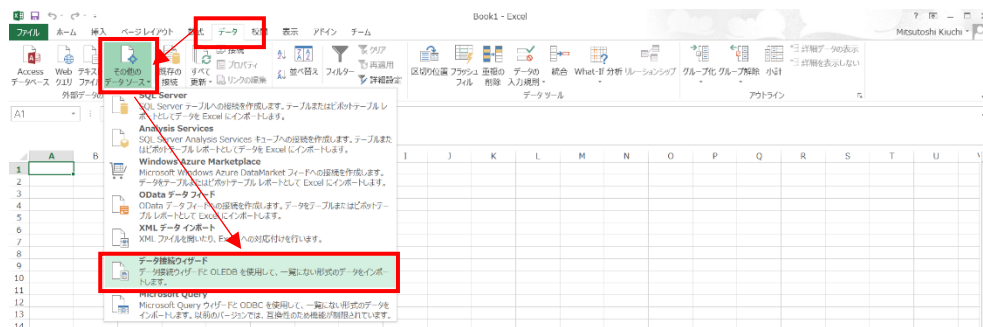 Book1 - Excel
ファイル ホーム 挿入 ページ レイアウト 数式 データ 校閲 表示 アドイン チーム
Mitsutoshi Kiuchi
Access データベース
Web クエリ
テキスト ファイル
その他の データ ソース
既存の 接続
すべて 更新
接続
プロパティ
リンクの編集
並べ替え
フィルター
クリア
再適用
詳細設定
区切り位置
フラッシュ フィル
重複の 削除
データの 入力規則
統合
What-If 分析
リレーションシップ
グループ化
グループ解除
小計
詳細データの表示
詳細を表示しない
外部データの
データ ツール
アウトライン
A1
A B I J K L M N O P Q R S T U
1
2
3
4
5
6
7
8
9
10
11
12
13
14
SQL Server
SQL Server テーブルへの接続を作成します。テーブルまたはピボットテーブル レ
ポートとしてデータを Excel にインポートします。
Analysis Services
SQL Server Analysis Services キューブへの接続を作成します。テーブルまた
はピボットテーブル レポートとしてデータを Excel にインポートします。
Windows Azure Marketplace
Microsoft Windows Azure DataMarket フィードへの接続を作成します。
データをテーブルまたはピボットテーブル レポートとして Excel にインポートします。
OData データ フィード
OData データ フィードへの接続を作成します。データをテーブルまたはピボットテー
ブル レポートとして Excel にインポートします。
XML データ インポート
XML ファイルを開いたり、Excel への対応付けを行います。
データ接続ウィザード
データ接続ウィザードと OLEDB を使用して、一覧にない形式のデータをインポー
トします。
Microsoft Query
Microsoft Query ウィザードと ODBC を使用して、一覧にない形式のデータを
インポートします。以前のバージョンでは、互換性のため機能が制限されています。